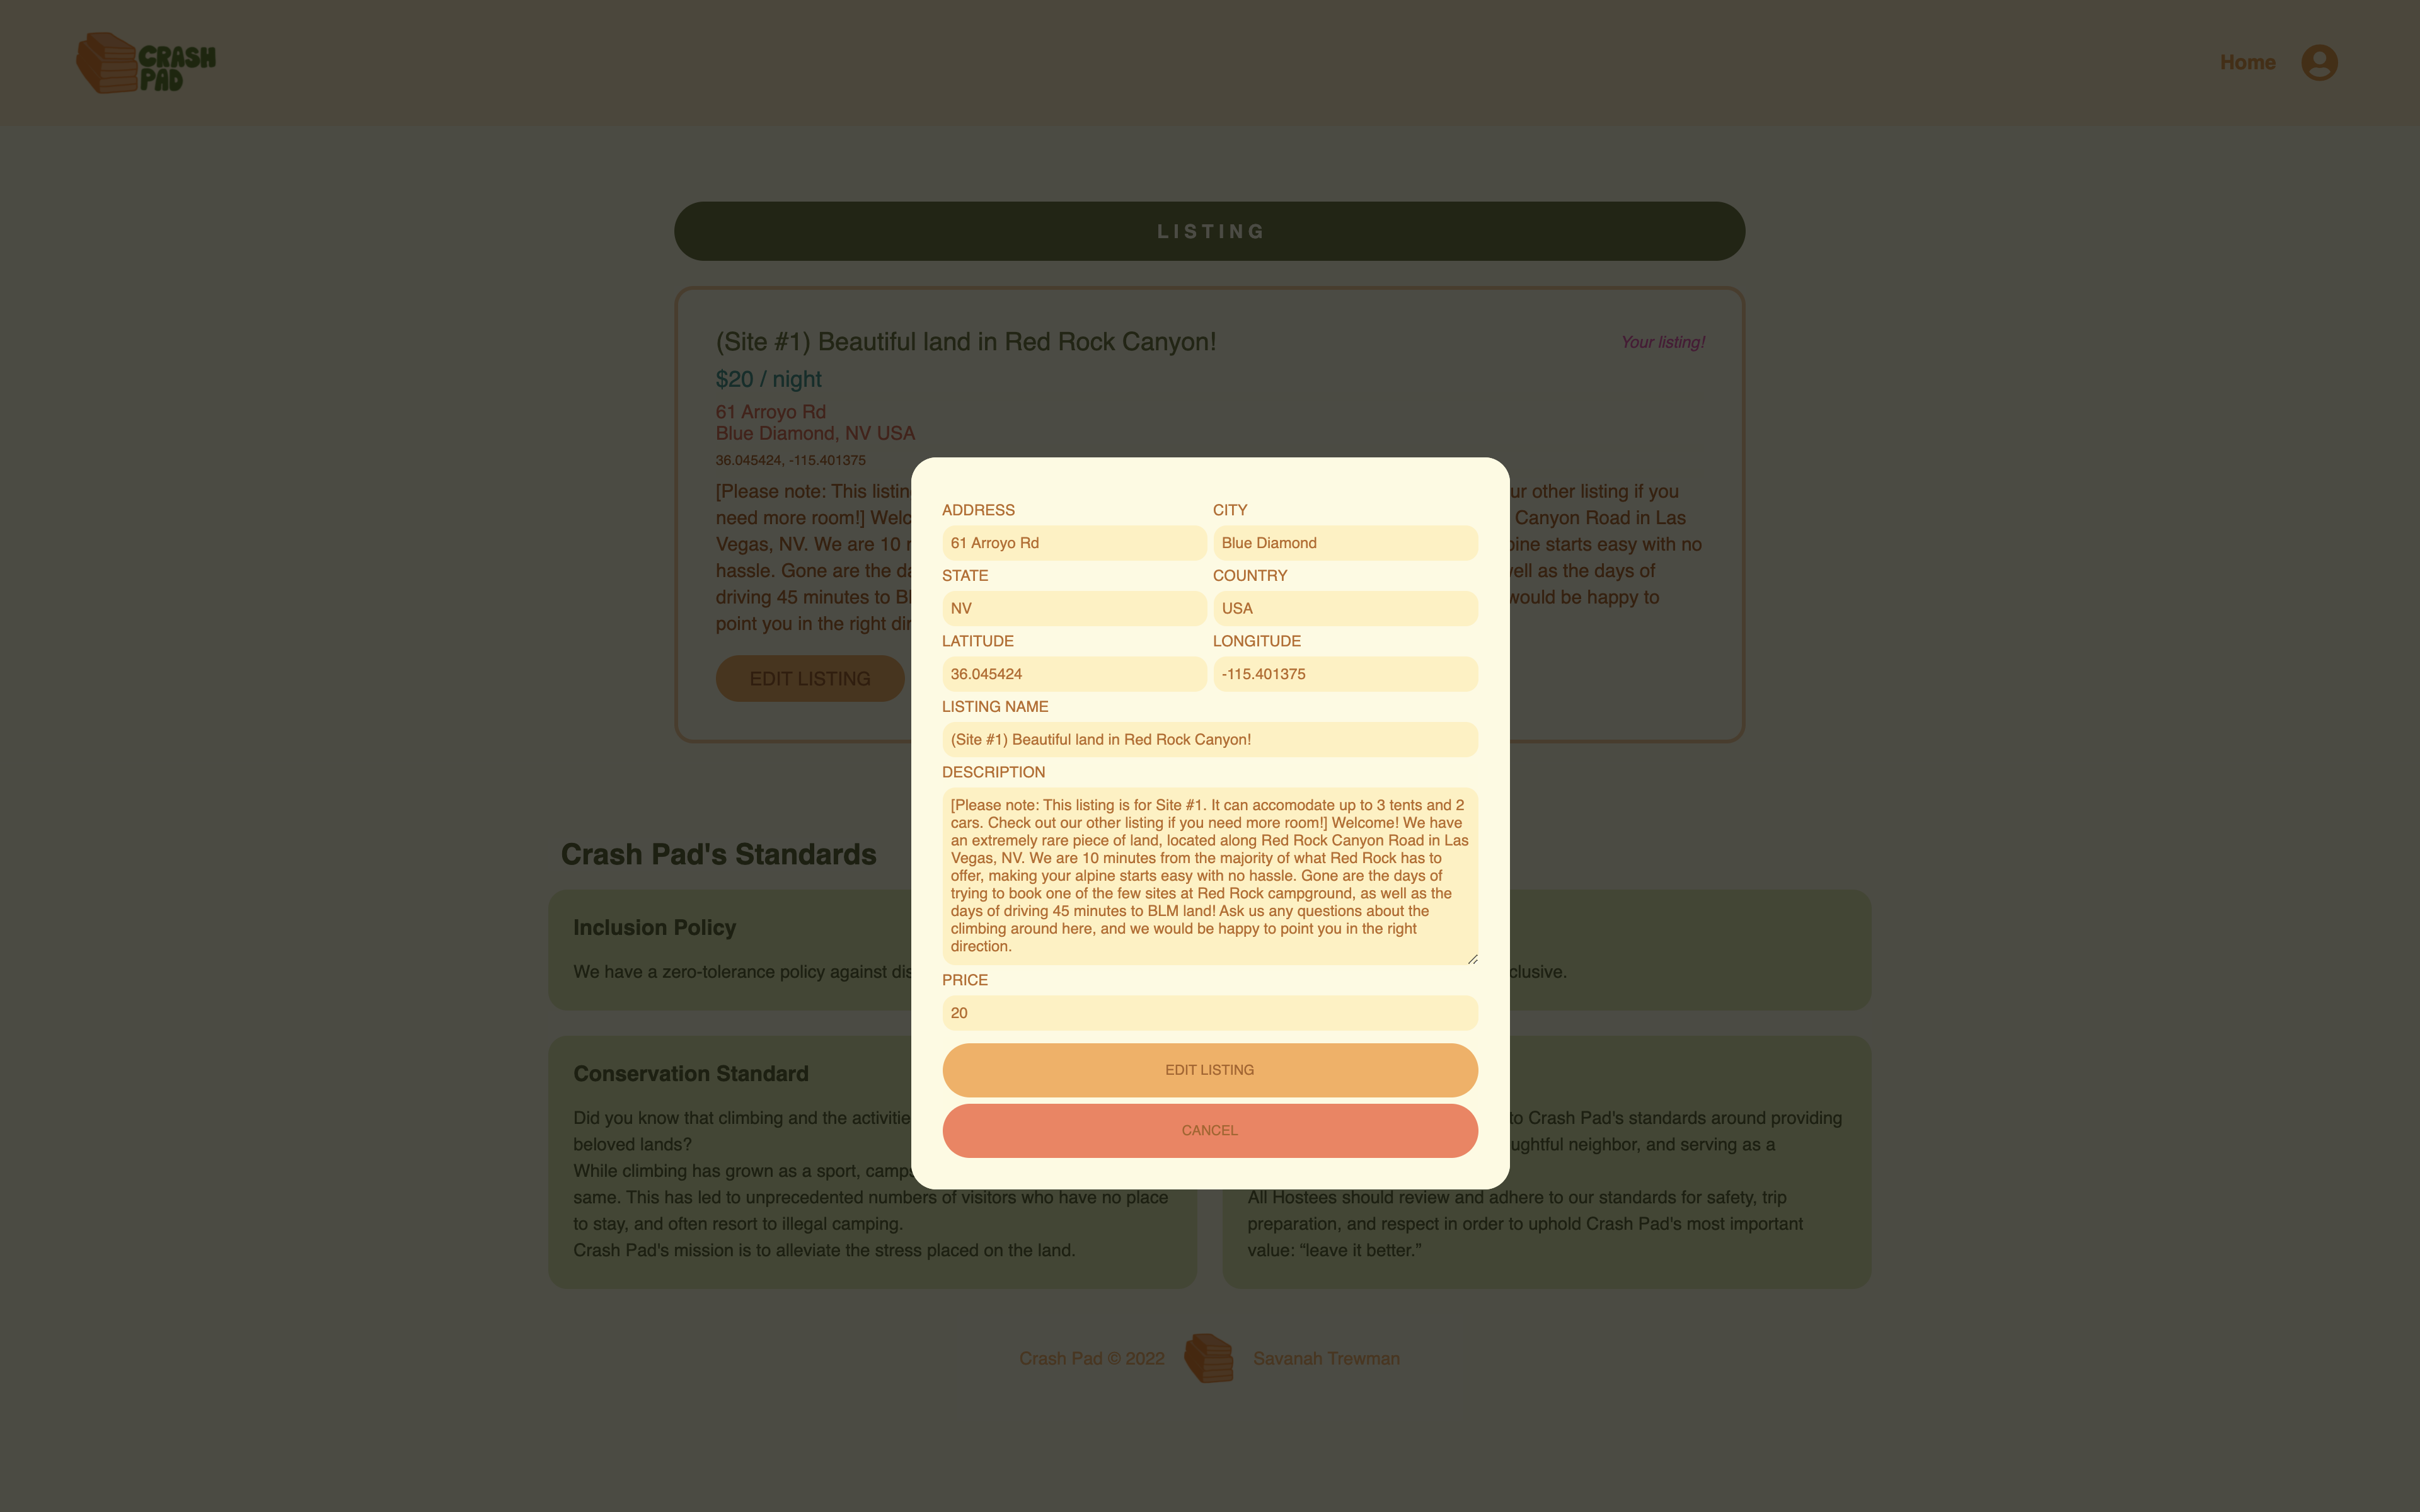 CRASH
PAD
Home
LISTING
(Site #1) Beautiful land in Red Rock Canyon!
Your listing!
$20 / night
61 Arroyo Rd
Blue Diamond, NV USA
36.045424, -115.401375
[Please note: This listin
ur other listing if you
need more room!] Welc
Canyon Road in Las
Vegas, NV. We are 10
pine starts easy with no
hassle. Gone are the da
well as the days of
driving 45 minutes to Bl
would be happy to
point you in the right dir
EDIT LISTING
ADDRESS
CITY
61 Arroyo Rd
Blue Diamond
STATE
COUNTRY
NV
USA
LATITUDE
LONGITUDE
36.045424
-115.401375
LISTING NAME
(Site #1) Beautiful land in Red Rock Canyon!
DESCRIPTION
[Please note: This listing is for Site #1. It can accomodate up to 3 tents and 2
cars. Check out our other listing if you need more room!] Welcome! We have
an extremely rare piece of land, located along Red Rock Canyon Road in Las
Vegas, NV. We are 10 minutes from the majority of what Red Rock has to
offer, making your alpine starts easy with no hassle. Gone are the days of
trying to book one of the few sites at Red Rock campground, as well as the
days of driving 45 minutes to BLM land! Ask us any questions about the
climbing around here, and we would be happy to point you in the right
direction.
PRICE
20
EDIT LISTING
CANCEL
Crash Pad's Standards
Inclusion Policy
We have a zero-tolerance policy against dis
clusive.
Conservation Standard
Did you know that climbing and the activitie
beloved lands?
While climbing has grown as a sport, camps
same. This has led to unprecedented numbers of visitors who have no place
to stay, and often resort to illegal camping.
Crash Pad's mission is to alleviate the stress placed on the land.
to Crash Pad's standards around providing
ughtful neighbor, and serving as a
All Hostees should review and adhere to our standards for safety, trip
preparation, and respect in order to uphold Crash Pad's most important
value: “leave it better.”
Crash Pad © 2022
Savanah Trewman